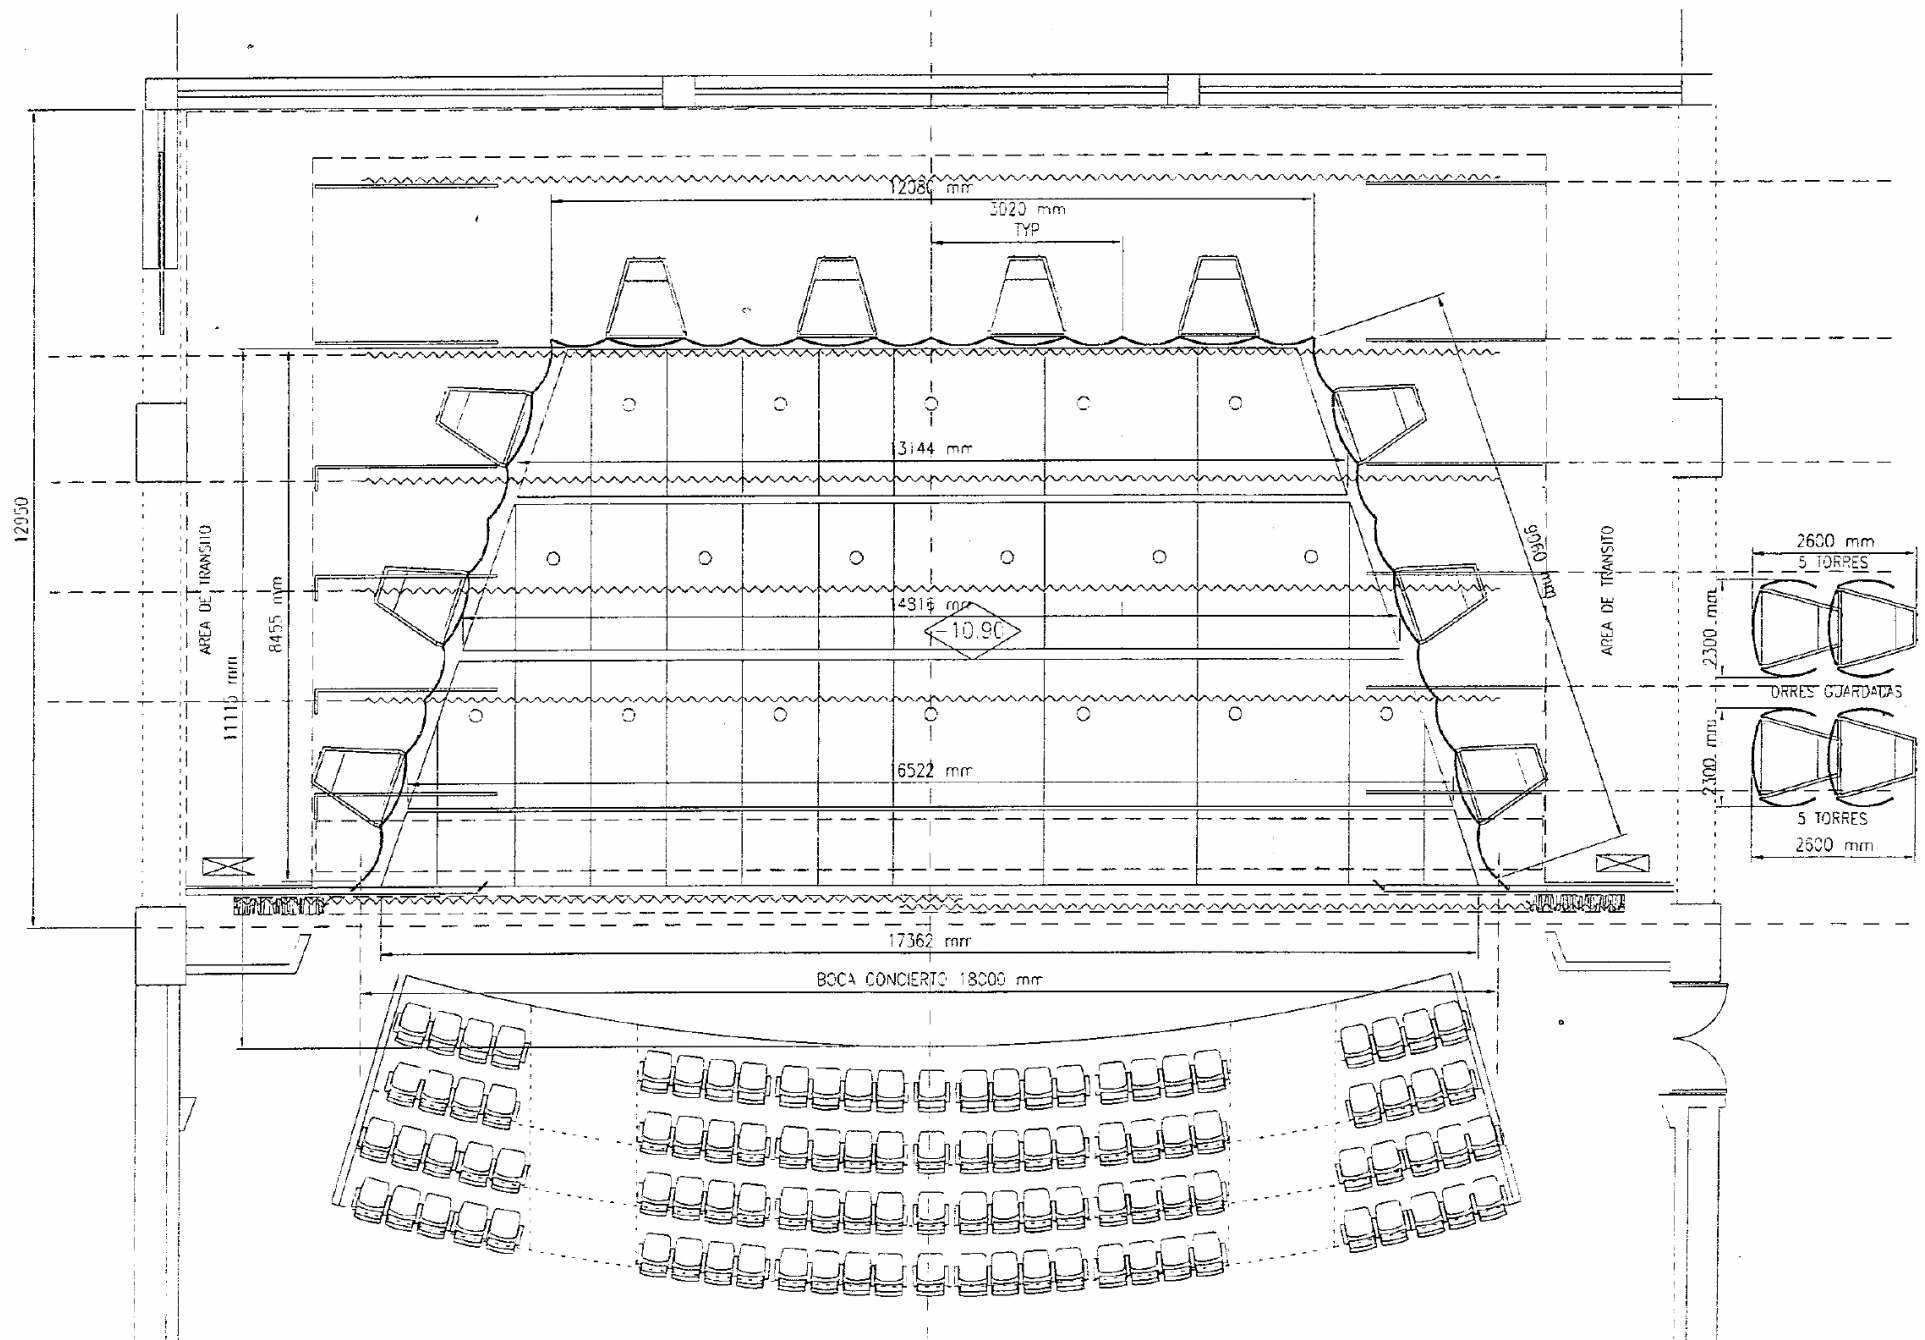 12080 mm
3020 mm
TYP
13144 mm
12950
AREA DE TRANSITO
8455 mm
11115 mm
14316 mm
-10.90
9060 mm
AREA DE TRANSITO
2600 mm
5 TORRES
2300 mm
ORRES GUARDADAS
2300 mm
5 TORRES
2600 mm
16522 mm
17362 mm
BOCA CONCIERTO 18000 mm